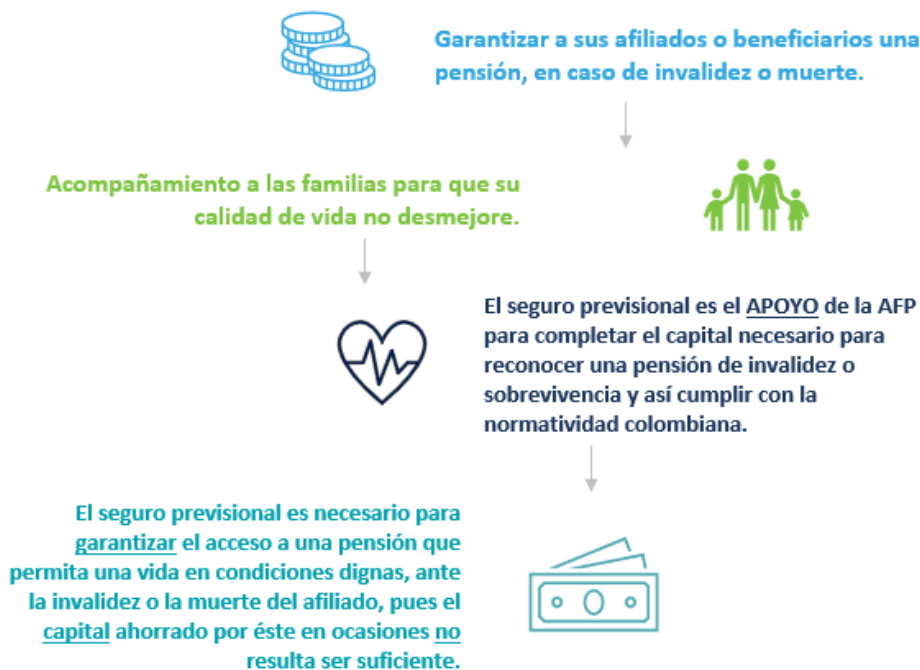 Garantizar a sus afiliados o beneficiarios una
pensión, en caso de invalidez o muerte.
Acompañamiento a las familias para que su
calidad de vida no desmejore.
El seguro previsional es el APOYO de la AFP
para completar el capital necesario para
reconocer una pensión de invalidez o
sobrevivencia y así cumplir con la
normatividad colombiana.
El seguro previsional es necesario para
garantizar el acceso a una pensión que
permita una vida en condiciones dignas, ante
la invalidez o la muerte del afiliado, pues el
capital ahorrado por éste en ocasiones no
resulta ser suficiente.